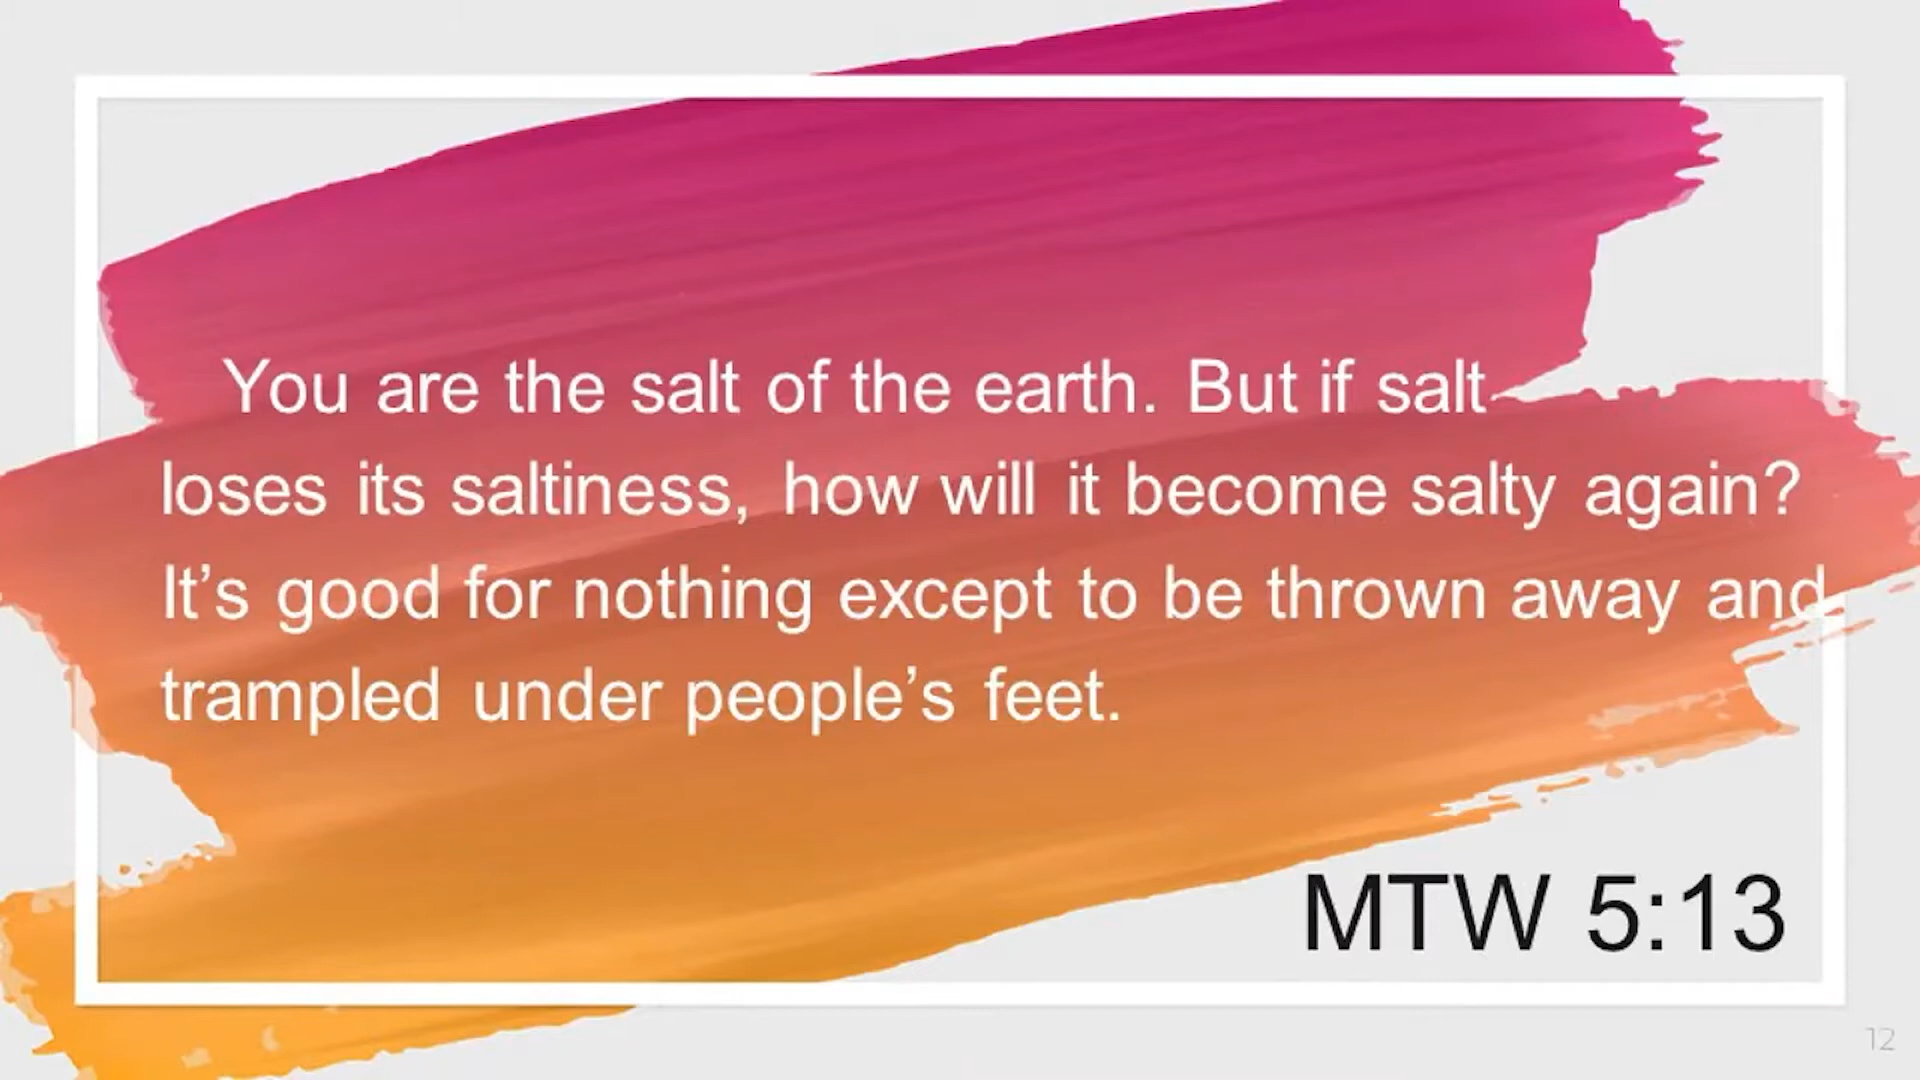 You are the salt of the earth. But if salt
loses its saltiness, how will it become salty again?
It’s good for nothing except to be thrown away and
trampled under people’s feet.
MTW 5:13
12